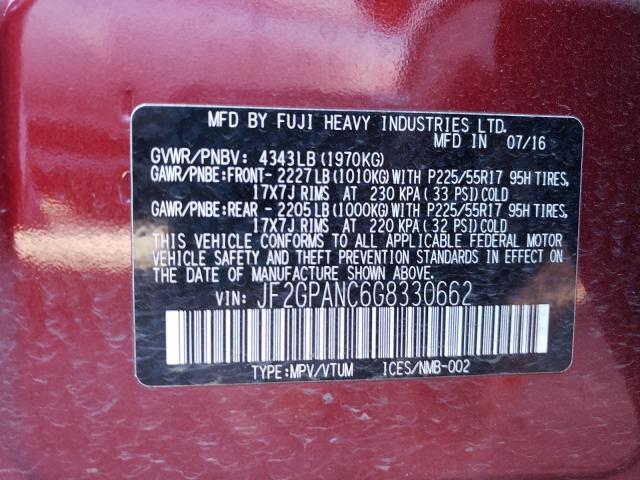 MFD BY FUJI HEAVY INDUSTRIES LTD.
MFD IN 07/16
GVWR/PNBV: 4343LB(1970KG)
GAWR/PNBE:FRONT- 2227LB(1010KG)WITH P225/55R17 95H TIRES,
17X7J RIMS AT 230 KPA( 33 PSI)COLD
GAWR/PNBE:REAR - 2205LB(1000KG)WITH P225/55R17 95H TIRES,
17X7J RIMS AT 220 KPA( 32 PSI)COLD
THIS VEHICLE CONFORMS TO ALL APPLICABLE FEDERAL MOTOR
VEHICLE SAFETY AND THEFT PREVENTION STANDARDS IN EFFECT ON
THE DATE OF MANUFACTURE SHOWN ABOVE.
VIN: JF2GPANC6G8330662
TYPE:MPV/VTUM ICES/NMB-002